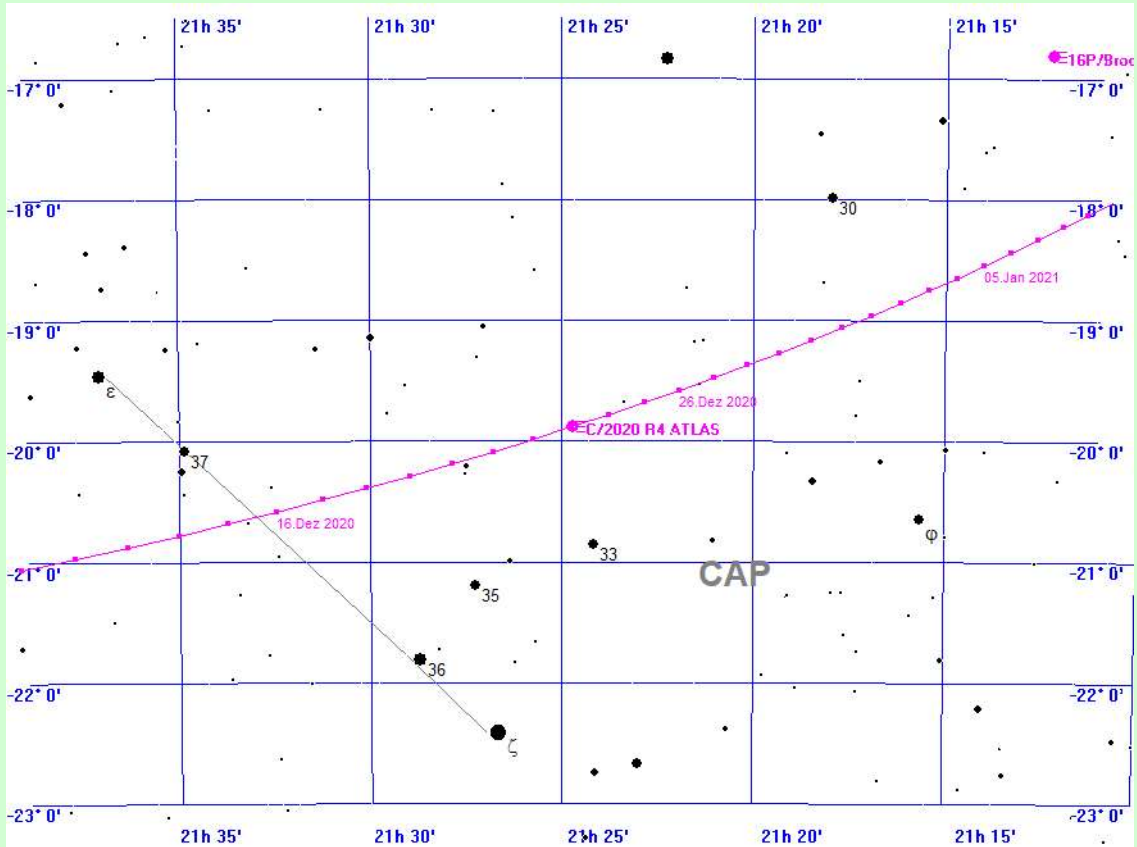 21h 35' 21h 30' 21h 25' 21h 20' 21h 15'
16P/Broo
-17° 0' -17° 0'
-18° 0' 30 -18° 0'
05.Jan 2021
-19° 0' -19° 0'
ε
26.Dez 2020
C/2020 R4 ATLAS
-20° 0' -20° 0'
37
16.Dez 2020
φ
33
-21° 0' CAP -21° 0'
35
36
-22° 0' -22° 0'
ζ
-23° 0' -23° 0'
21h 35' 21h 30' 21h 25' 21h 20' 21h 15'